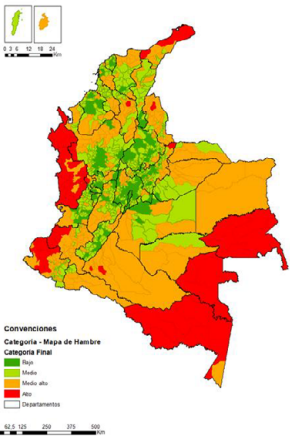 0 3 6 12 18 24
Km
Convenciones
Categoria - Mapa de Hambre
Categoria Final
Bajo
Medio
Medio alto
Alto
Departamentos
0 62.5 125 250 375 500
Km